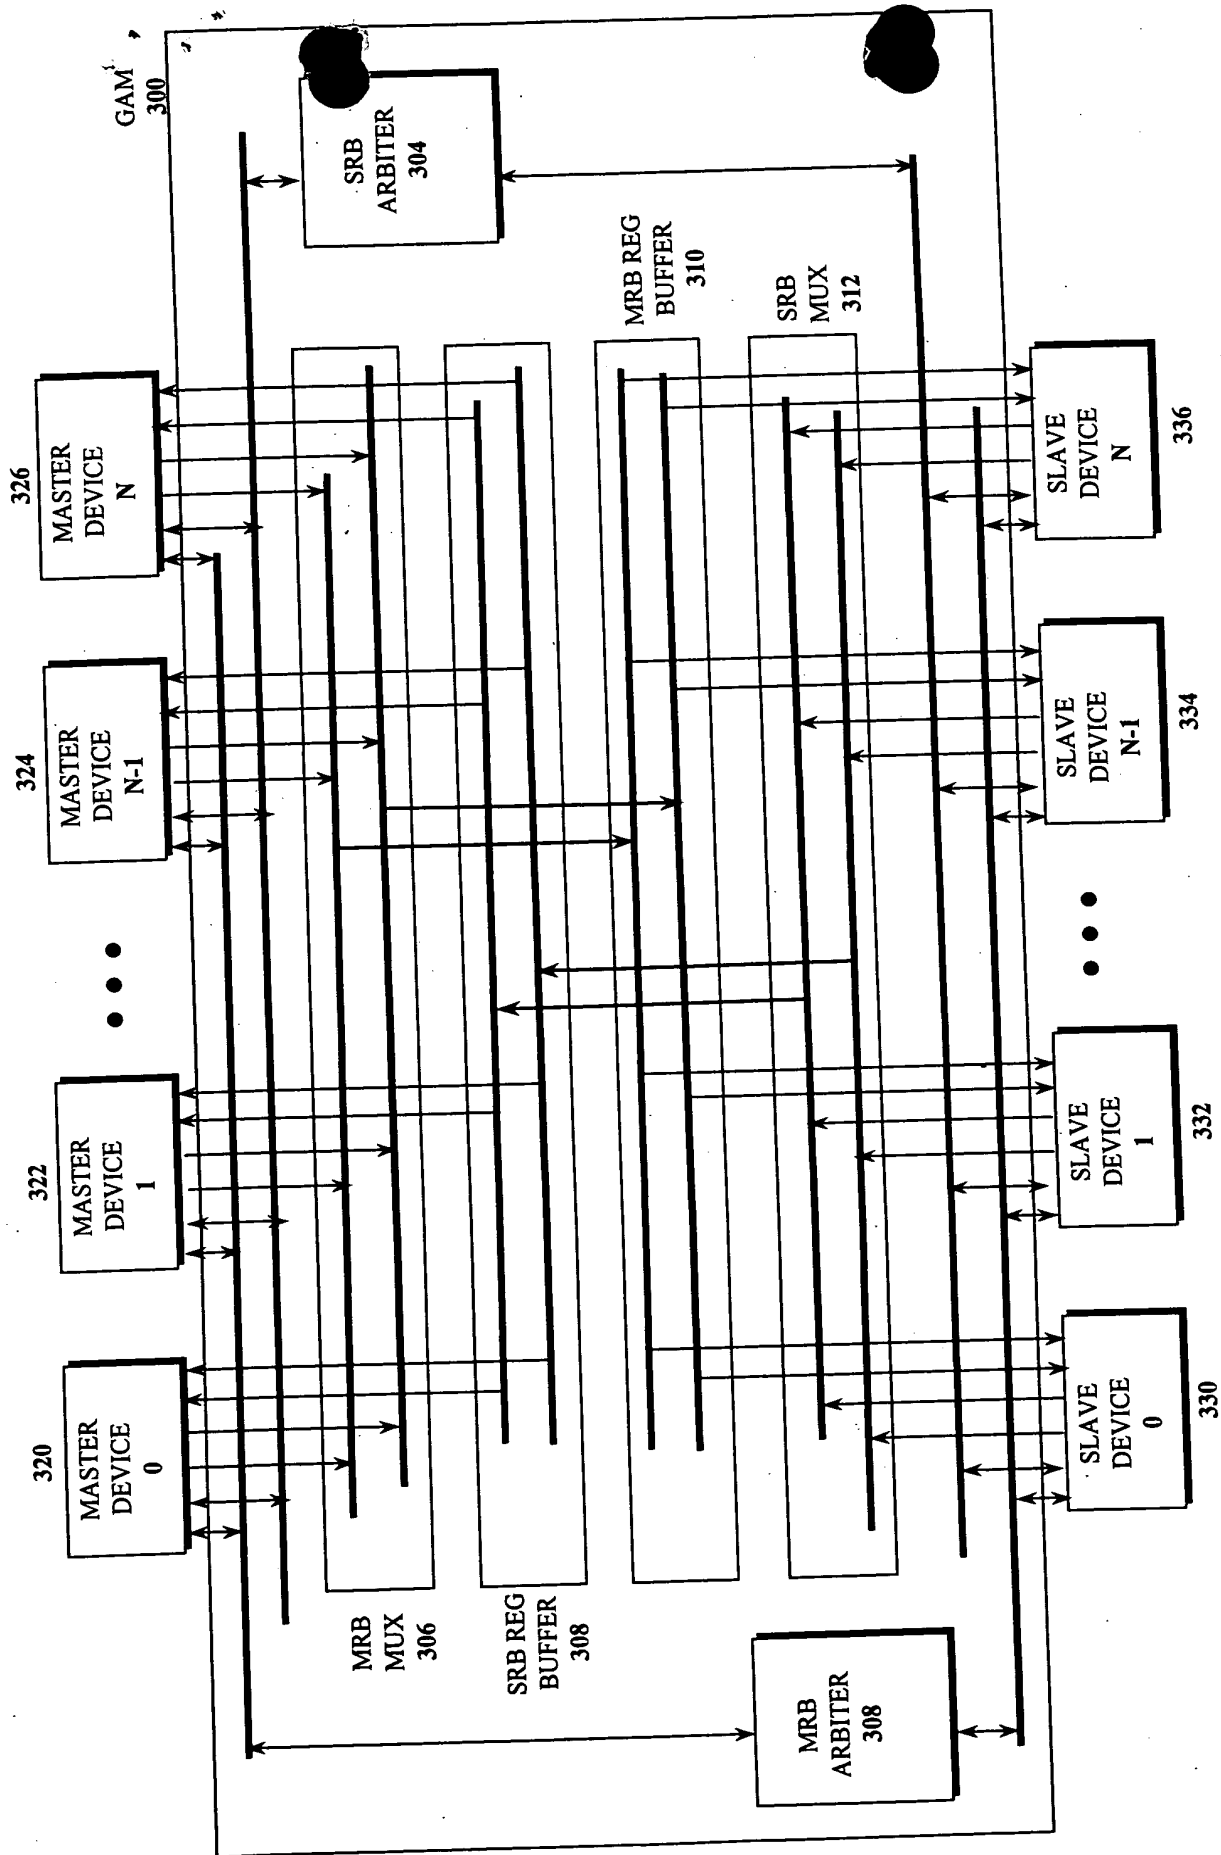 GAM
300
326
MASTER
DEVICE
N
324
MASTER
DEVICE
N-1
322
MASTER
DEVICE
1
320
MASTER
DEVICE
0
SRB
ARBITER
304
MRB REG
BUFFER
310
SRB
MUX
312
MRB
MUX
306
SRB REG
BUFFER
308
MRB
ARBITER
308
SLAVE
DEVICE
N
336
SLAVE
DEVICE
N-1
334
SLAVE
DEVICE
1
332
SLAVE
DEVICE
0
330